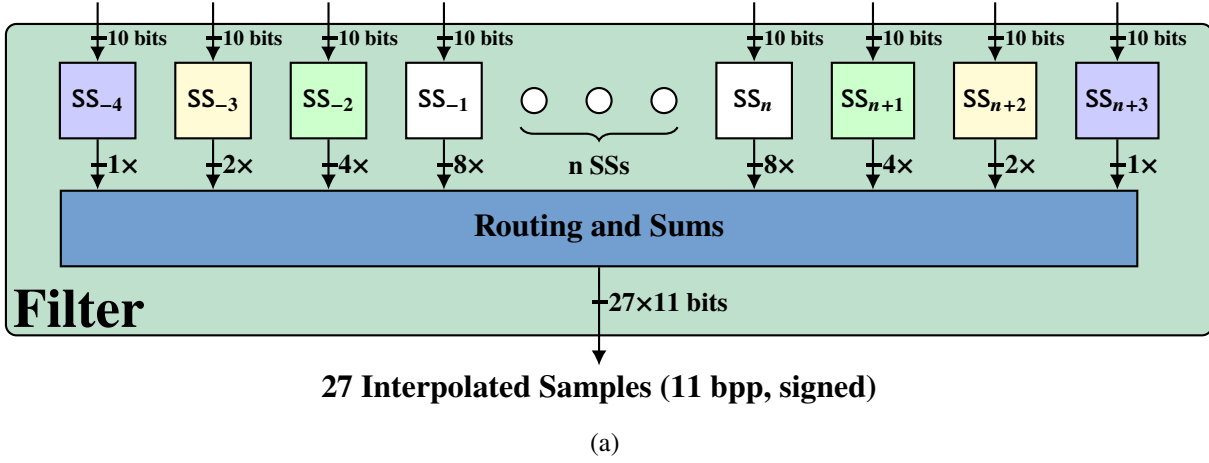 10 bits 10 bits 10 bits 10 bits 10 bits 10 bits 10 bits 10 bits
SS₋₄ SS₋₃ SS₋₂ SS₋₁ SSₙ SSₙ₊₁ SSₙ₊₂ SSₙ₊₃
1× 2× 4× 8× n SSs 8× 4× 2× 1×
Routing and Sums
Filter
27×11 bits
27 Interpolated Samples (11 bpp, signed)
(a)